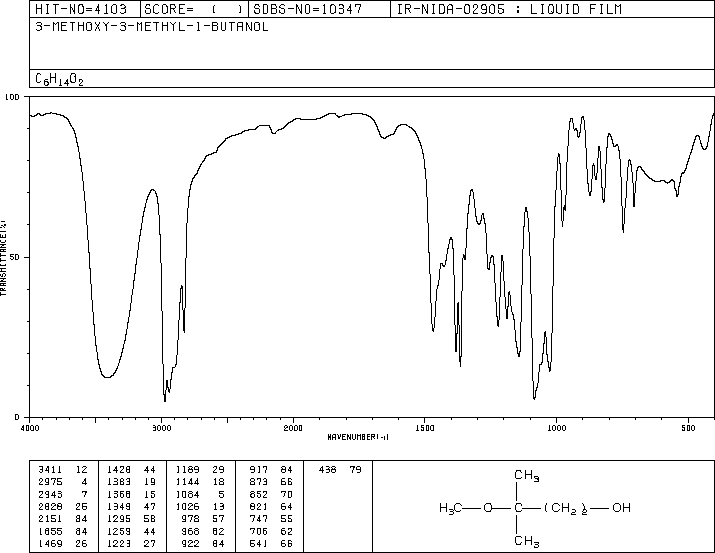 HIT-NO=4103 SCORE= ( ) SDBS-NO=10347 IR-NIDA-02905 : LIQUID FILM
3-METHOXY-3-METHYL-1-BUTANOL
C6H14O2
100
50
0
TRANSMITTANCE(%)
4000 3000 2000 1500 1000 500
WAVENUMBER(-1)
3411 12 1428 44 1189 29 917 84 438 79
2975 4 1383 19 1144 18 873 66
2943 7 1368 15 1084 5 852 70
2828 26 1349 47 1026 13 821 64
2151 84 1295 58 978 57 747 55
1655 84 1259 44 966 62 706 62
1469 26 1223 27 922 84 541 66
CH3
H3C O C (CH2)2 OH
CH3